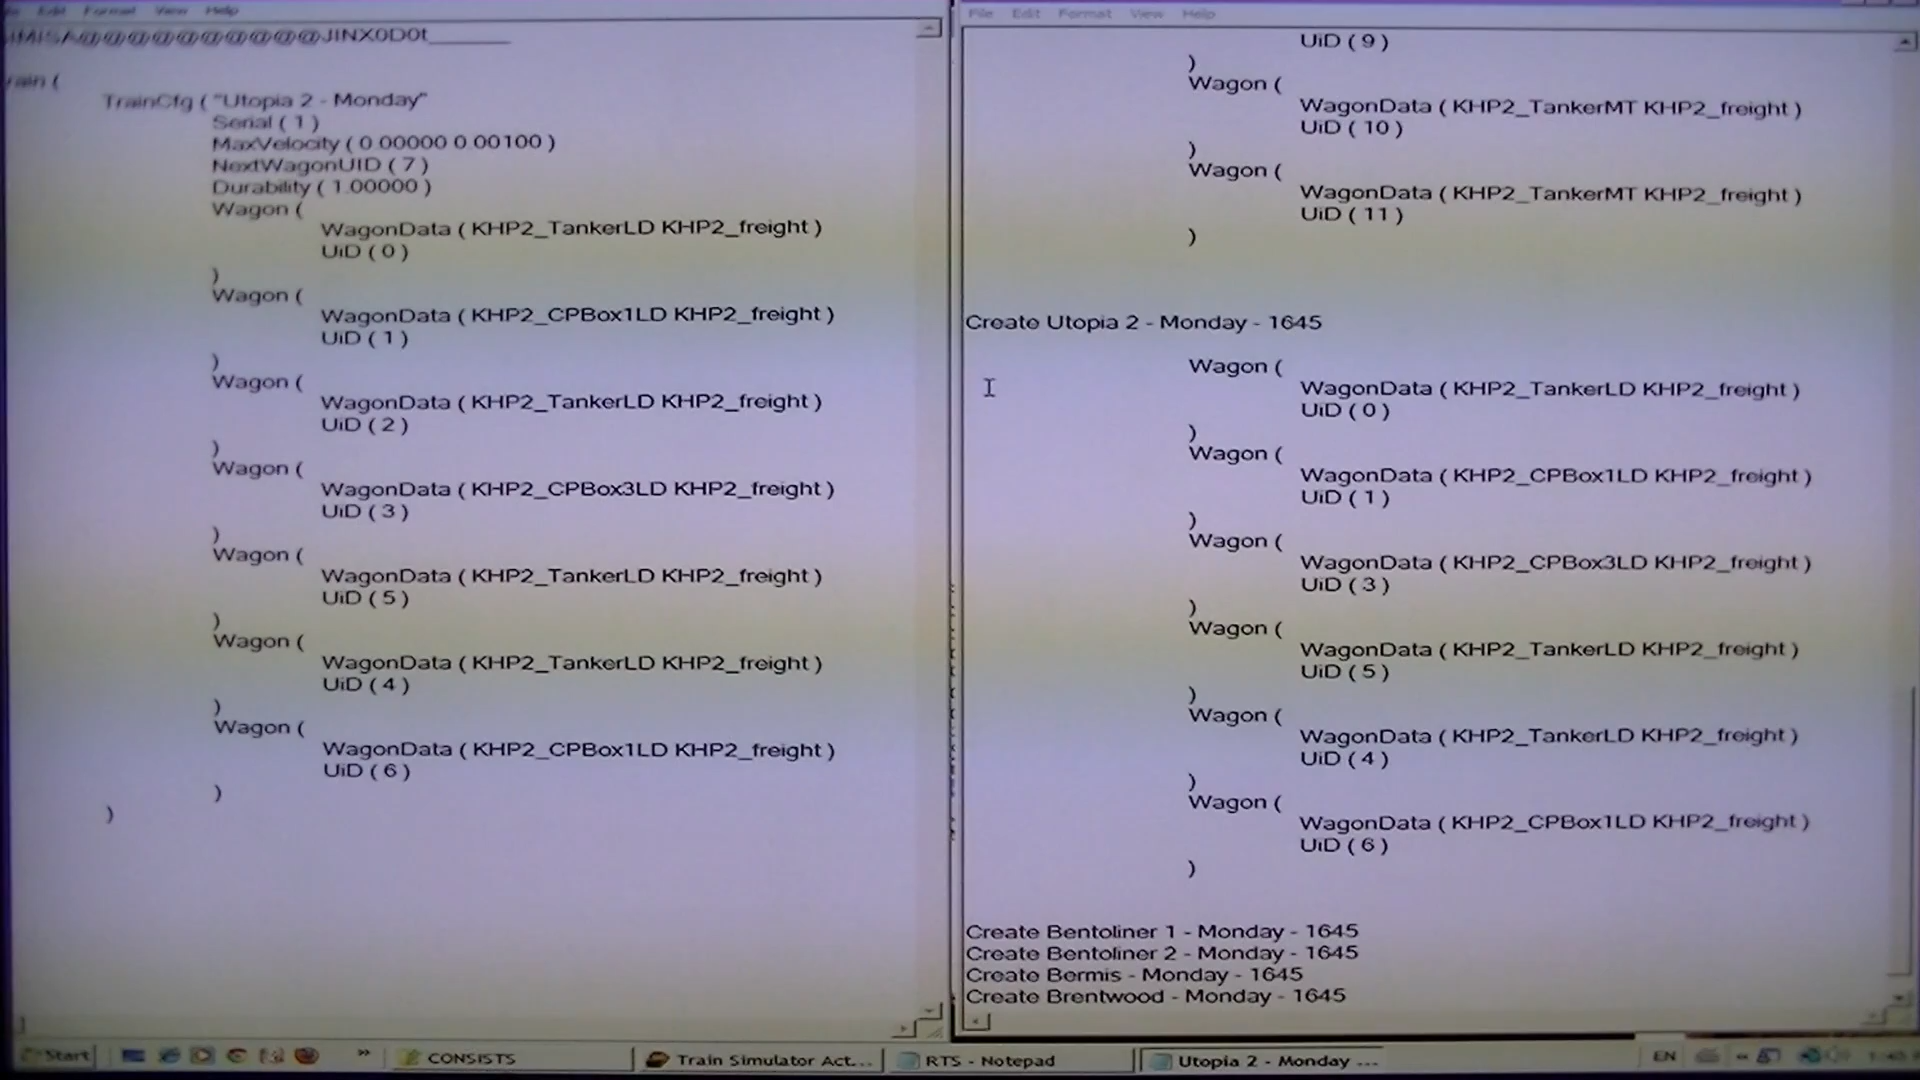 Edit Format View Help
MISA@@@@@@@@@@JINX0D0t______
rain (
TrainCfg ( "Utopia 2 - Monday"
Serial ( 1 )
MaxVelocity ( 0.00000 0.00100 )
NextWagonUID ( 7 )
Durability ( 1.00000 )
Wagon (
WagonData ( KHP2_TankerLD KHP2_freight )
UiD ( 0 )
)
Wagon (
WagonData ( KHP2_CPBox1LD KHP2_freight )
UiD ( 1 )
)
Wagon (
WagonData ( KHP2_TankerLD KHP2_freight )
UiD ( 2 )
)
Wagon (
WagonData ( KHP2_CPBox3LD KHP2_freight )
UiD ( 3 )
)
Wagon (
WagonData ( KHP2_TankerLD KHP2_freight )
UiD ( 5 )
)
Wagon (
WagonData ( KHP2_TankerLD KHP2_freight )
UiD ( 4 )
)
Wagon (
WagonData ( KHP2_CPBox1LD KHP2_freight )
UiD ( 6 )
)
)
File Edit Format View Help
UiD ( 9 )
)
Wagon (
WagonData ( KHP2_TankerMT KHP2_freight )
UiD ( 10 )
)
Wagon (
WagonData ( KHP2_TankerMT KHP2_freight )
UiD ( 11 )
)
Create Utopia 2 - Monday - 1645
Wagon (
WagonData ( KHP2_TankerLD KHP2_freight )
UiD ( 0 )
)
Wagon (
WagonData ( KHP2_CPBox1LD KHP2_freight )
UiD ( 1 )
)
Wagon (
WagonData ( KHP2_CPBox3LD KHP2_freight )
UiD ( 3 )
)
Wagon (
WagonData ( KHP2_TankerLD KHP2_freight )
UiD ( 5 )
)
Wagon (
WagonData ( KHP2_TankerLD KHP2_freight )
UiD ( 4 )
)
Wagon (
WagonData ( KHP2_CPBox1LD KHP2_freight )
UiD ( 6 )
)
Create Bentoliner 1 - Monday - 1645
Create Bentoliner 2 - Monday - 1645
Create Bermis - Monday - 1645
Create Brentwood - Monday - 1645
Start » CONSISTS Train Simulator Act... RTS - Notepad Utopia 2 - Monday ... EN «